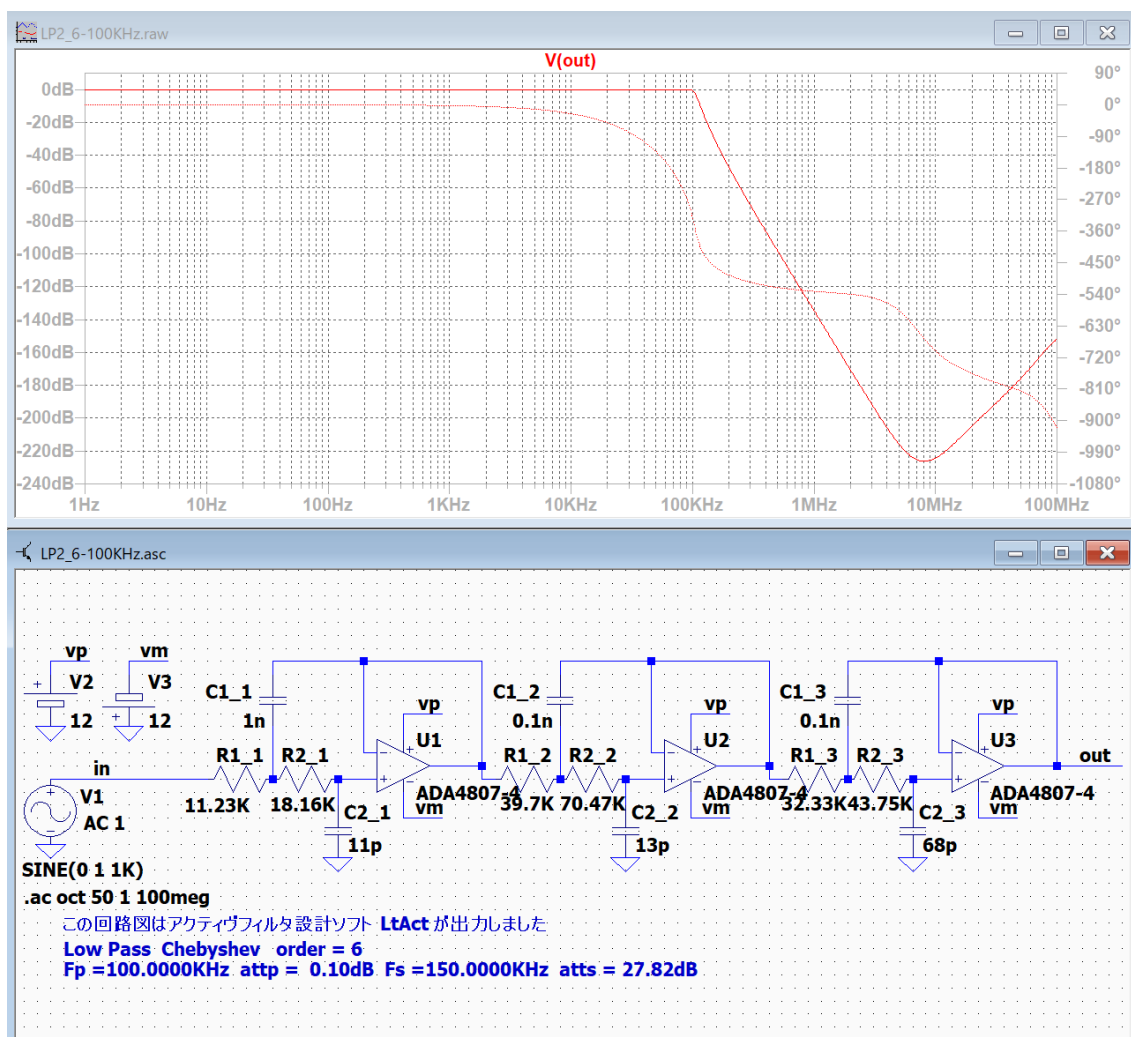 LP2_6-100KHz.raw
V(out)
0dB
-20dB
-40dB
-60dB
-80dB
-100dB
-120dB
-140dB
-160dB
-180dB
-200dB
-220dB
-240dB
90°
0°
-90°
-180°
-270°
-360°
-450°
-540°
-630°
-720°
-810°
-900°
-990°
-1080°
1Hz 10Hz 100Hz 1KHz 10KHz 100KHz 1MHz 10MHz 100MHz
LP2_6-100KHz.asc
vp
V2
12
vm
V3
12
in
V1
AC 1
SINE(0 1 1K)
.ac oct 50 1 100meg
C1_1
1n
R1_1
11.23K
R2_1
18.16K
C2_1
11p
vp
U1
ADA4807-4
vm
C1_2
0.1n
R1_2
39.7K
R2_2
70.47K
C2_2
13p
vp
U2
ADA4807-4
vm
C1_3
0.1n
R1_3
32.33K
R2_3
43.75K
C2_3
68p
vp
U3
ADA4807-4
vm
out
この回路図はアクティヴフィルタ設計ソフト LtAct が出力しました
Low Pass Chebyshev order = 6
Fp =100.0000KHz attp = 0.10dB Fs =150.0000KHz atts = 27.82dB